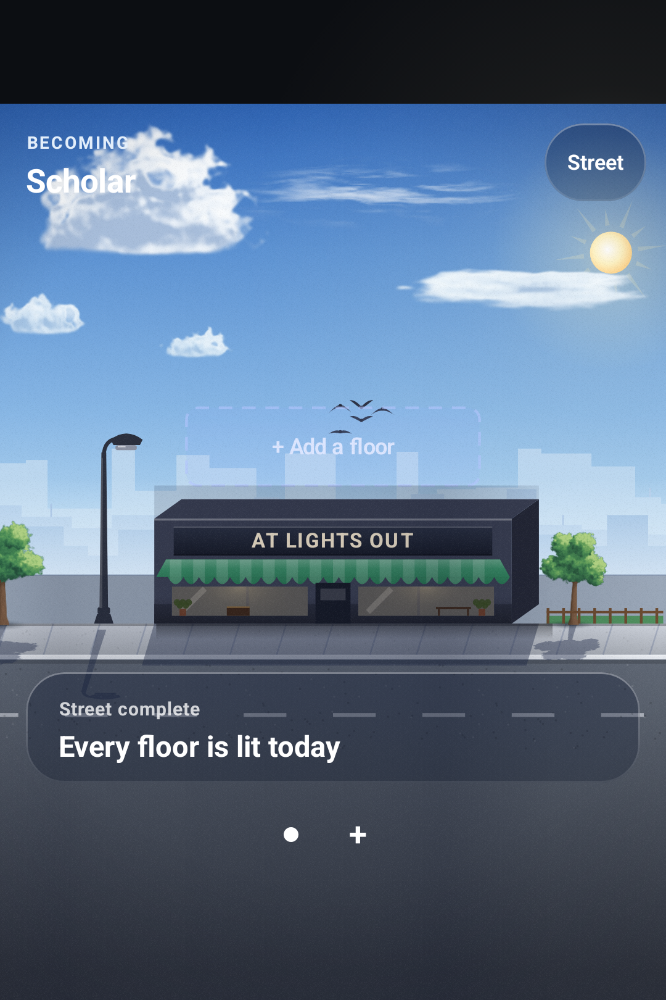 BECOMING
Scholar
Street
+ Add a floor
AT LIGHTS OUT
Street complete
Every floor is lit today
+